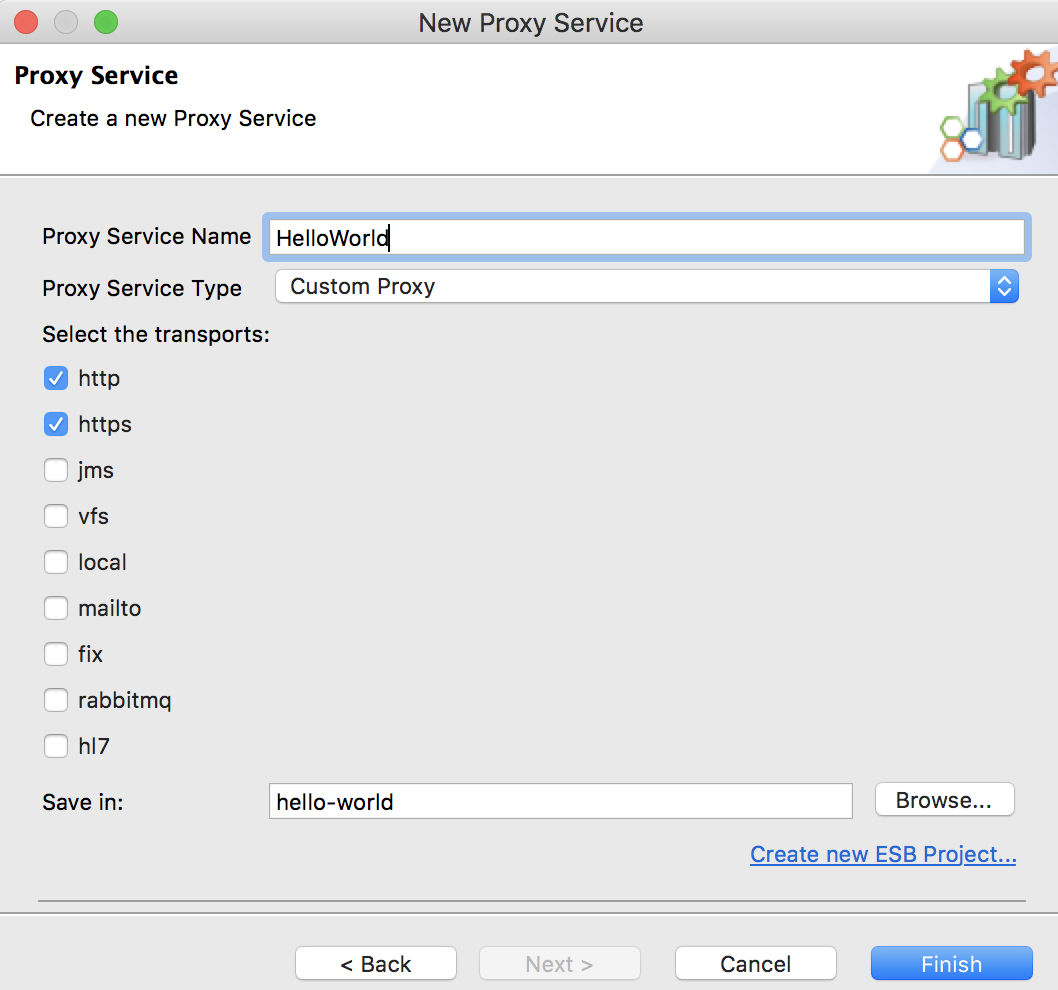 New Proxy Service
Proxy Service
Create a new Proxy Service
Proxy Service Name HelloWorld
Proxy Service Type Custom Proxy
Select the transports:
http
https
jms
vfs
local
mailto
fix
rabbitmq
hl7
Save in: hello-world Browse...
Create new ESB Project...
< Back Next > Cancel Finish